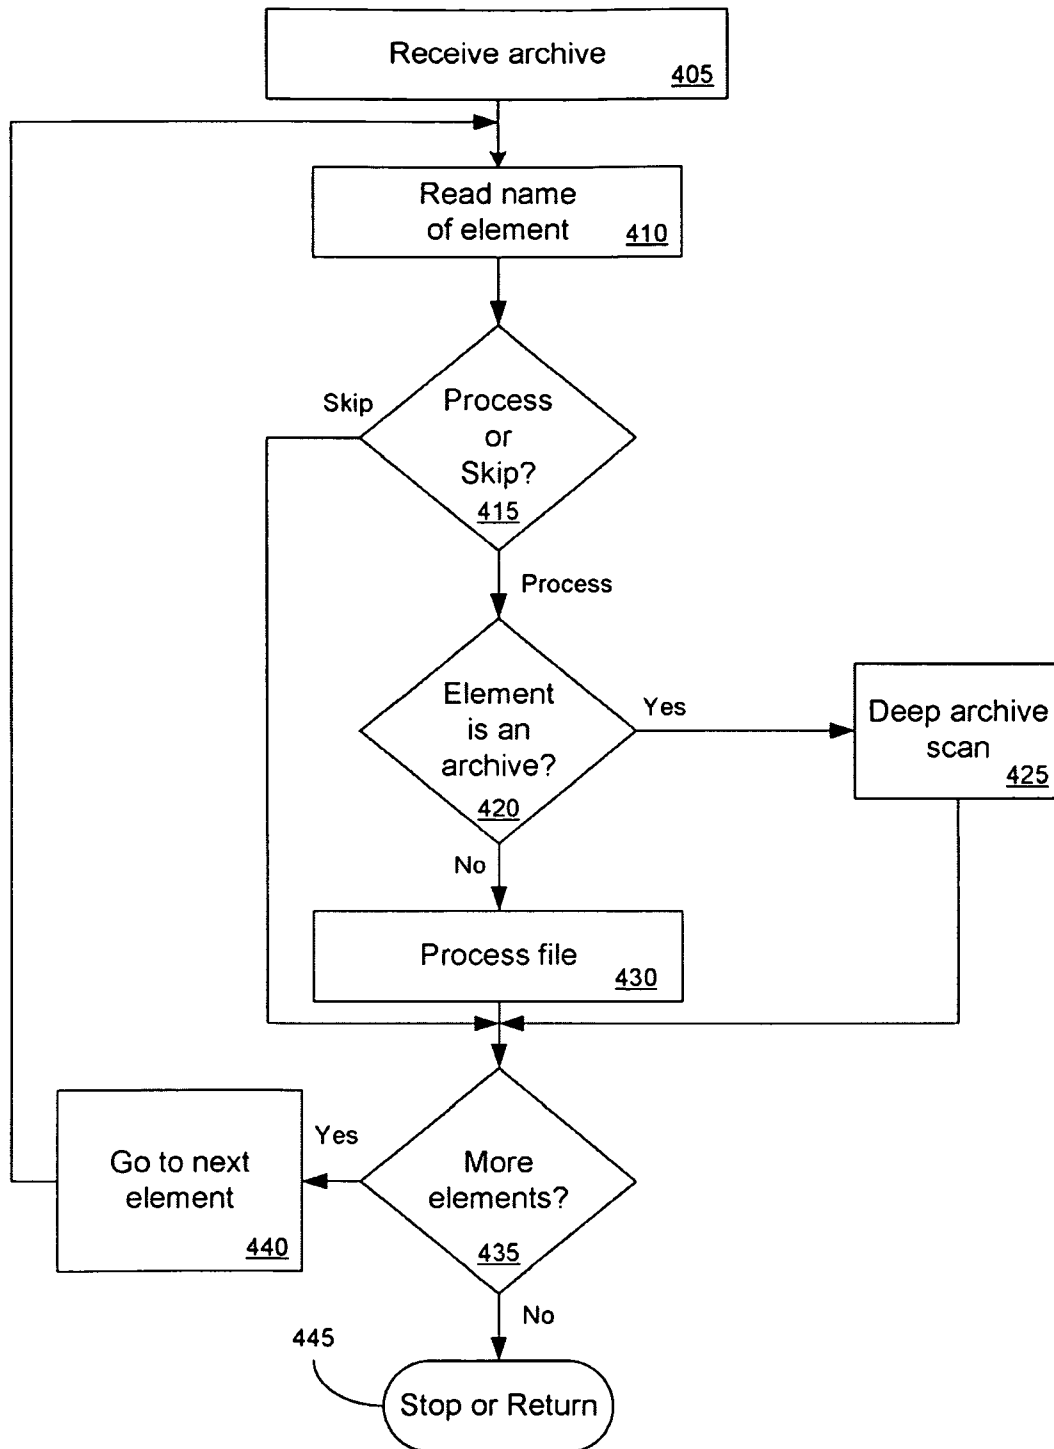 Receive archive
405
Read name
of element
410
Skip
Process
or
Skip?
415
Process
Element
is an
archive?
420
Yes
Deep archive
scan
425
No
Process file
430
Yes
Go to next
element
440
More
elements?
435
No
445
Stop or Return